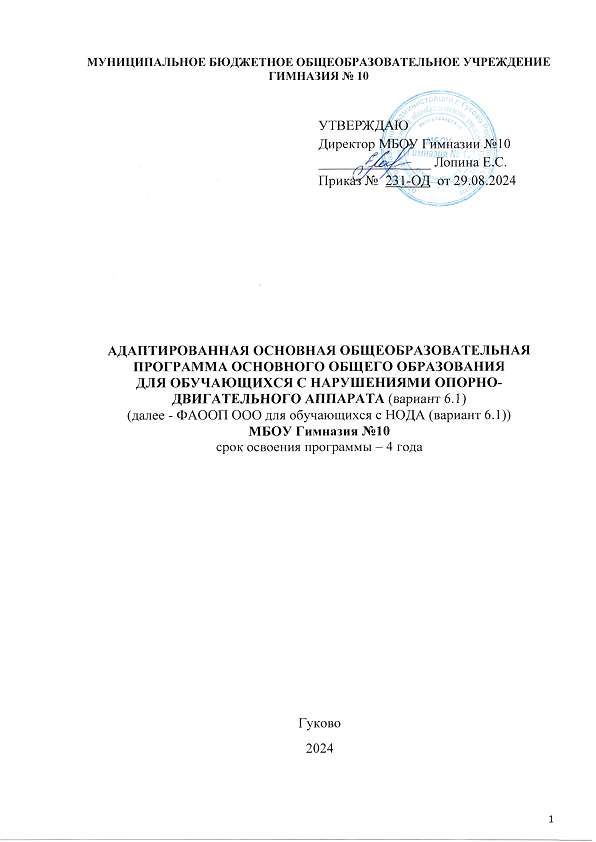 МУНИЦИПАЛЬНОЕ БЮДЖЕТНОЕ ОБЩЕОБРАЗОВАТЕЛЬНОЕ УЧРЕЖДЕНИЕ
ГИМНАЗИЯ № 10
УТВЕРЖДАЮ
Директор МБОУ Гимназии №10
________________ Лопина Е.С.
Приказ № 231-ОД от 29.08.2024
АДАПТИРОВАННАЯ ОСНОВНАЯ ОБЩЕОБРАЗОВАТЕЛЬНАЯ
ПРОГРАММА ОСНОВНОГО ОБЩЕГО ОБРАЗОВАНИЯ
ДЛЯ ОБУЧАЮЩИХСЯ С НАРУШЕНИЯМИ ОПОРНО-
ДВИГАТЕЛЬНОГО АППАРАТА (вариант 6.1)
(далее - ФАООП ООО для обучающихся с НОДА (вариант 6.1))
МБОУ Гимназия №10
срок освоения программы – 4 года
Гуково
2024
1